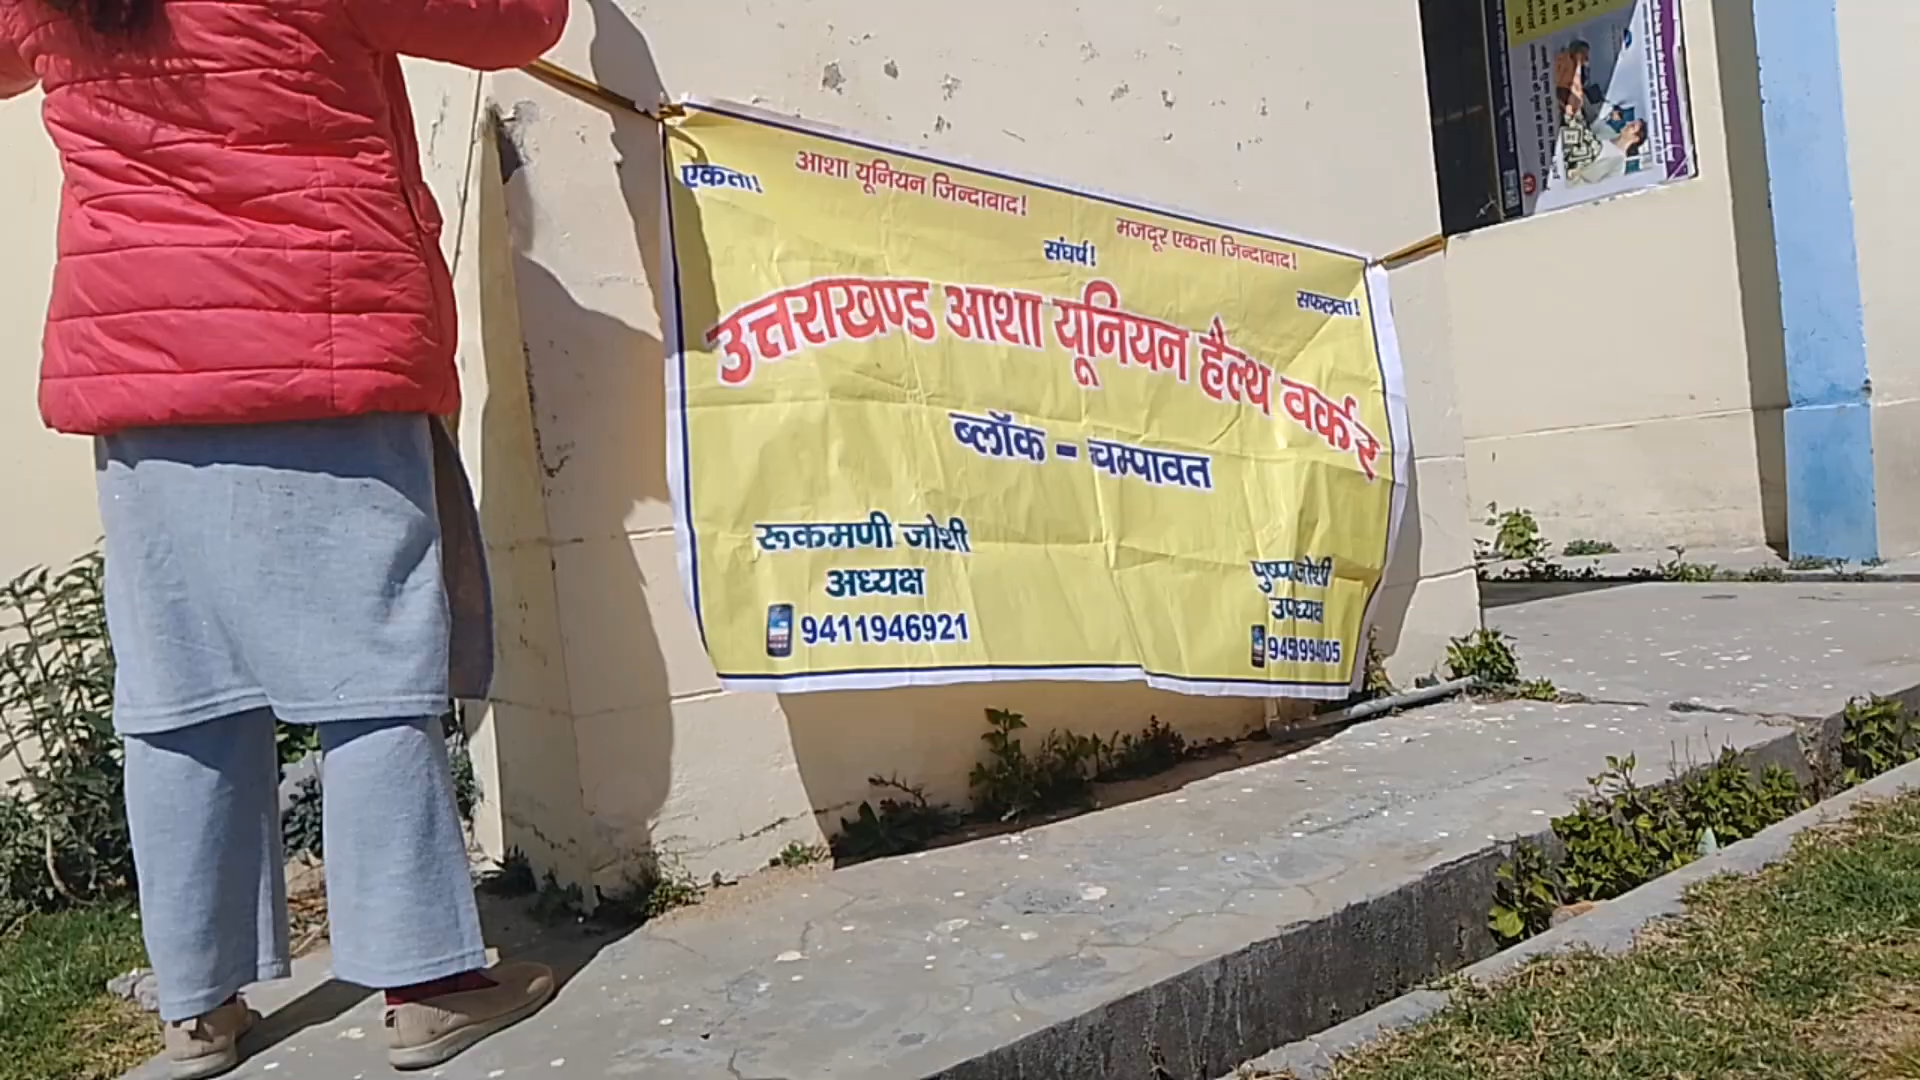 आशा यूनियन जिन्दावाद!
एकता!
मजदूर एकता जिन्दावाद!
संघर्ष!
सफलता!
उत्तराखण्ड आशा यूनियन हैल्थ वर्कर
ब्लॉक – चम्पावत
रूकमणी जोशी
अध्यक्ष
9411946921
पुष्पा जोशी